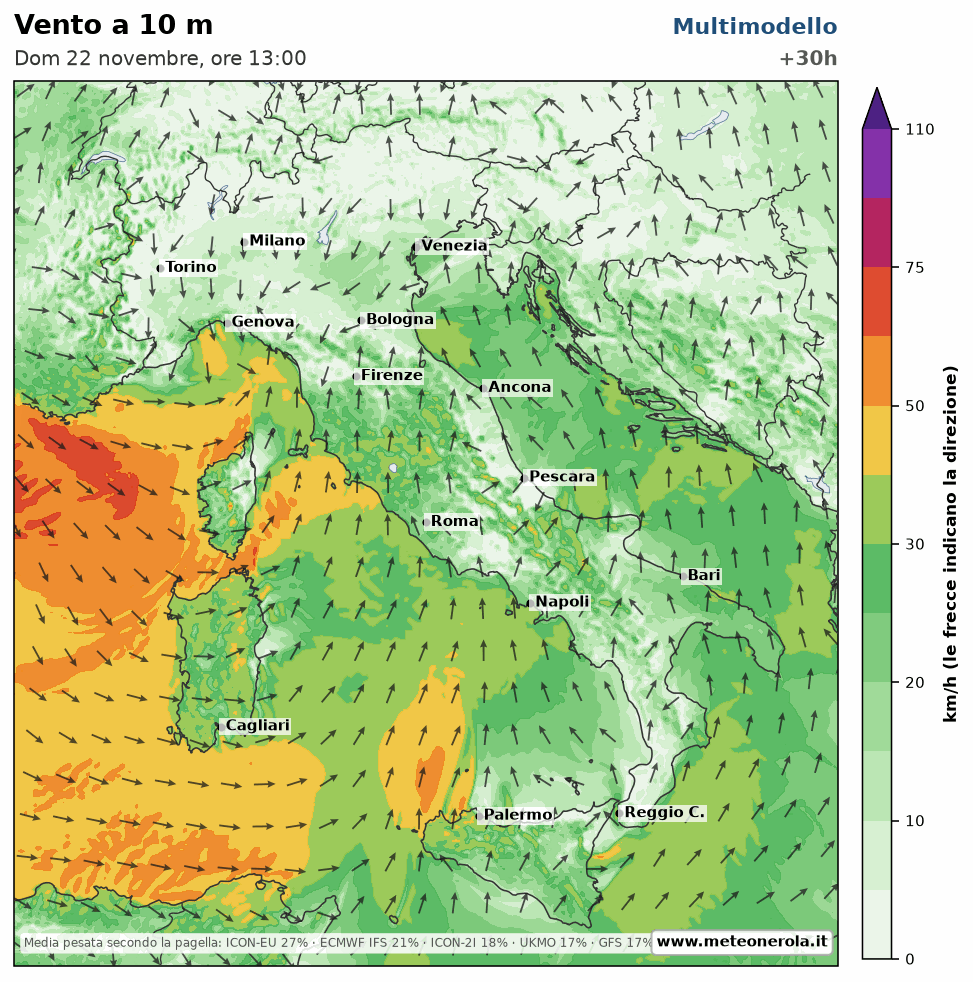 Vento a 10 m
Multimodello
Dom 22 novembre, ore 13:00
+30h
110
75
50
30
20
10
0
km/h (le frecce indicano la direzione)
Milano
Venezia
Torino
Genova
Bologna
Firenze
Ancona
Pescara
Roma
Bari
Napoli
Cagliari
Palermo
Reggio C.
Media pesata secondo la pagella: ICON-EU 27% · ECMWF IFS 21% · ICON-2I 18% · UKMO 17% · GFS 17%
www.meteonerola.it